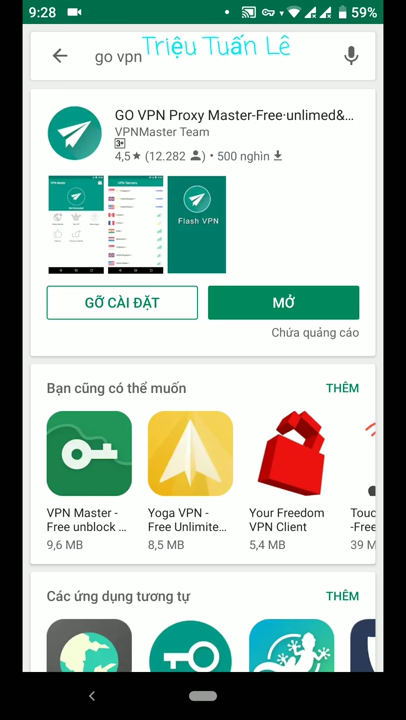 9:28
59%
go vpn
Triệu Tuấn Lê
GO VPN Proxy Master-Free·unlimed&...
VPNMaster Team
3+
4,5★ (12.282) • 500 nghìn
VPN Servers
Flash VPN
GỠ CÀI ĐẶT
MỞ
Chứa quảng cáo
Bạn cũng có thể muốn
THÊM
VPN Master - Free unblock ...
9,6 MB
Yoga VPN - Free Unlimite...
8,5 MB
Your Freedom VPN Client
5,4 MB
Touc
-Free
39 M
Các ứng dụng tương tự
THÊM